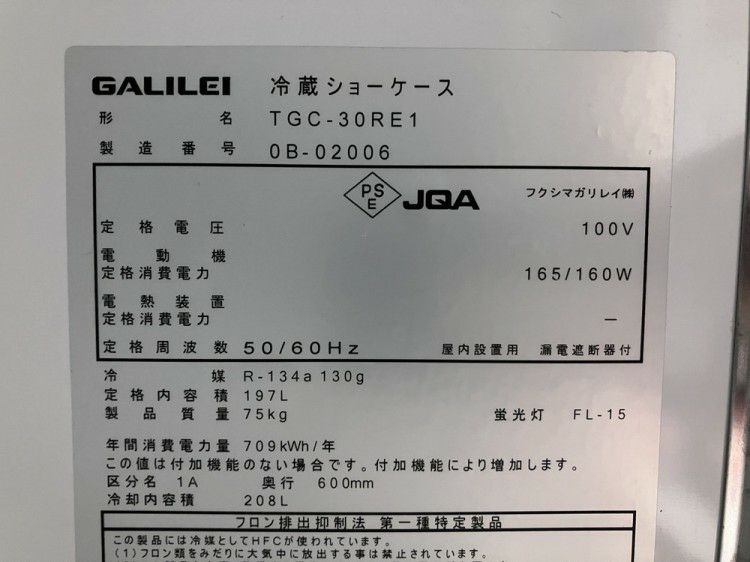 GALILEI 冷蔵ショーケース
形名 TGC-30RE1
製造番号 0B-02006
PSE JQA フクシマガリレイ㈱
定格電圧 100V
電動機
定格消費電力 165/160W
電熱装置
定格消費電力 −
定格周波数 50/60Hz 屋内設置用 漏電遮断器付
冷媒 R-134a 130g
定格内容積 197L
製品質量 75kg 蛍光灯 FL-15
年間消費電力量 709kWh/年
この値は付加機能のない場合です。付加機能により増加します。
区分名 1A 奥行 600mm
冷却内容積 208L
フロン排出抑制法 第一種特定製品
この製品には冷媒としてHFCが使われています。
(1)フロン類をみだりに大気中に放出する事は禁止されています。